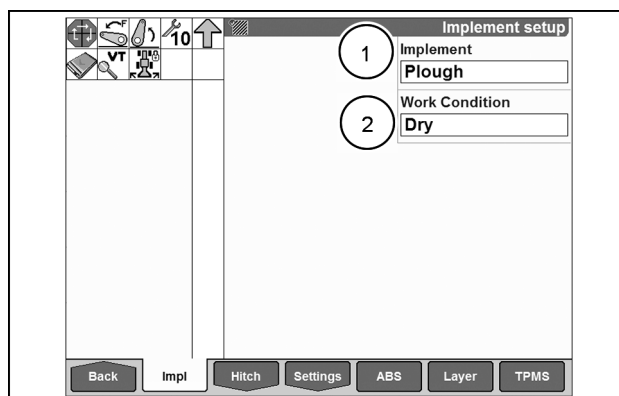 F
10
VT
Implement setup
1
Implement
Plough
2
Work Condition
Dry
Back
Impl
Hitch
Settings
ABS
Layer
TPMS